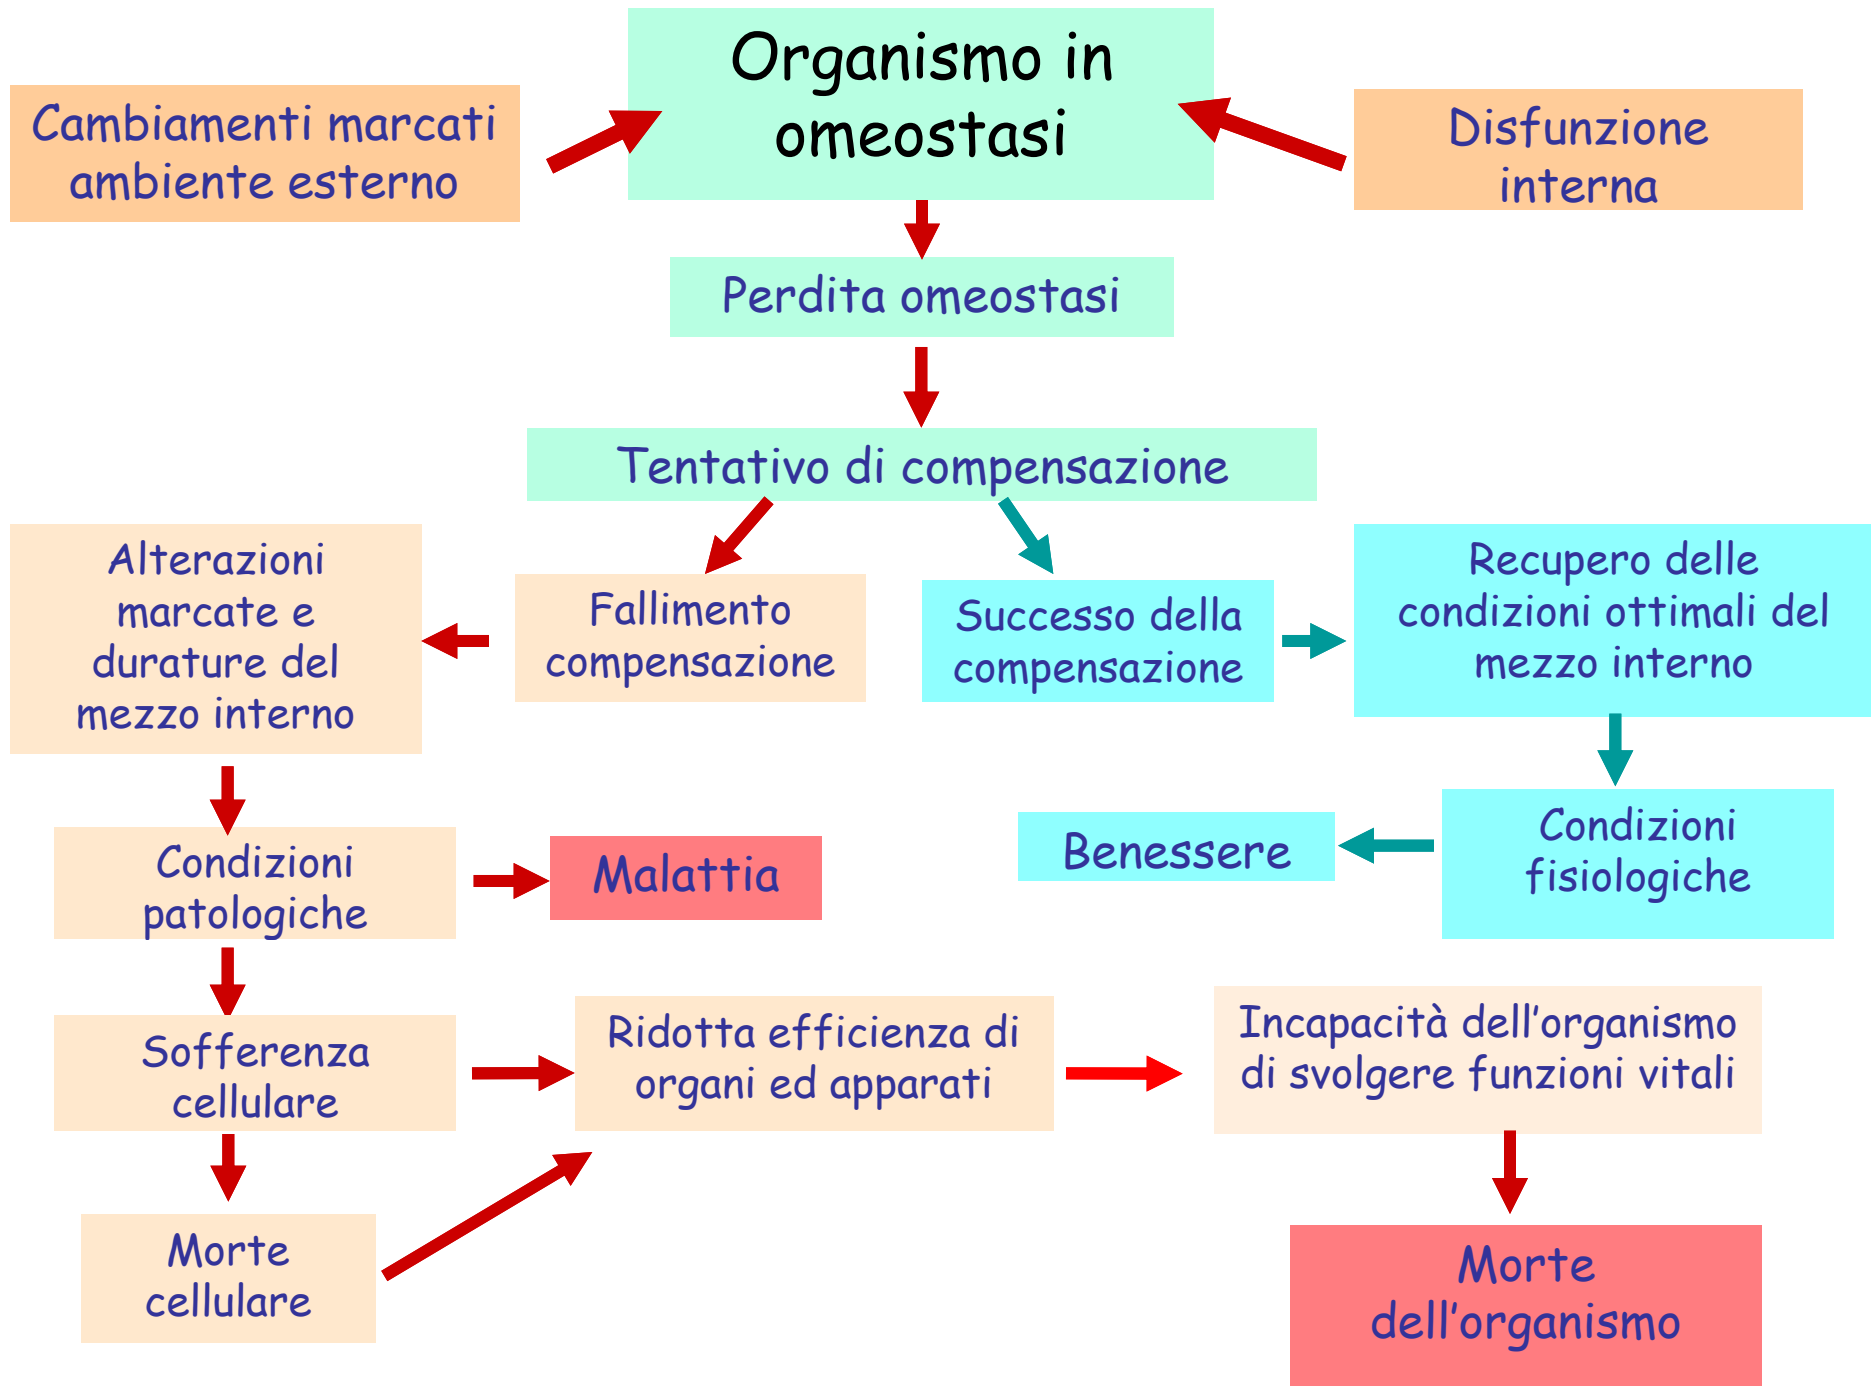 Organismo in
omeostasi
Cambiamenti marcati
ambiente esterno
Disfunzione
interna
Perdita omeostasi
Tentativo di compensazione
Alterazioni
marcate e
durature del
mezzo interno
Fallimento
compensazione
Successo della
compensazione
Recupero delle
condizioni ottimali del
mezzo interno
Condizioni
patologiche
Malattia
Benessere
Condizioni
fisiologiche
Sofferenza
cellulare
Ridotta efficienza di
organi ed apparati
Incapacità dell’organismo
di svolgere funzioni vitali
Morte
cellulare
Morte
dell’organismo